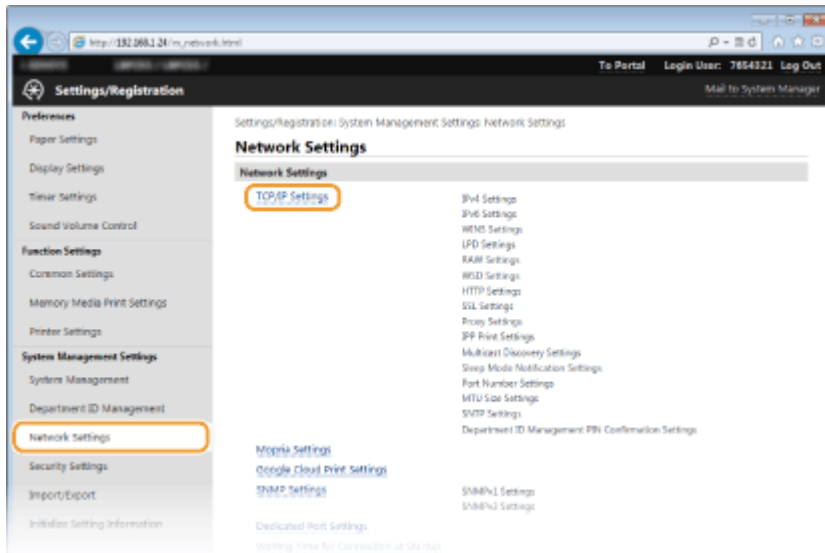 http://192.168.1.24/m_network.html
To Portal Login User: 7654321 Log Out
Settings/Registration
Mail to System Manager
Preferences
Paper Settings
Display Settings
Timer Settings
Sound Volume Control
Function Settings
Common Settings
Memory Media Print Settings
Printer Settings
System Management Settings
System Management
Department ID Management
Network Settings
Security Settings
Import/Export
Initialize Setting Information
Settings/Registration: System Management Settings: Network Settings
Network Settings
Network Settings
TCP/IP Settings
IPv4 Settings
IPv6 Settings
WINS Settings
LPD Settings
RAW Settings
WSD Settings
HTTP Settings
SSL Settings
Proxy Settings
IPP Print Settings
Multicast Discovery Settings
Sleep Mode Notification Settings
Port Number Settings
MTU Size Settings
SNTP Settings
Department ID Management PIN Confirmation Settings
Mopria Settings
Google Cloud Print Settings
SNMP Settings
SNMPv1 Settings
SNMPv3 Settings
Dedicated Port Settings
Waiting Time for Connection at Startup